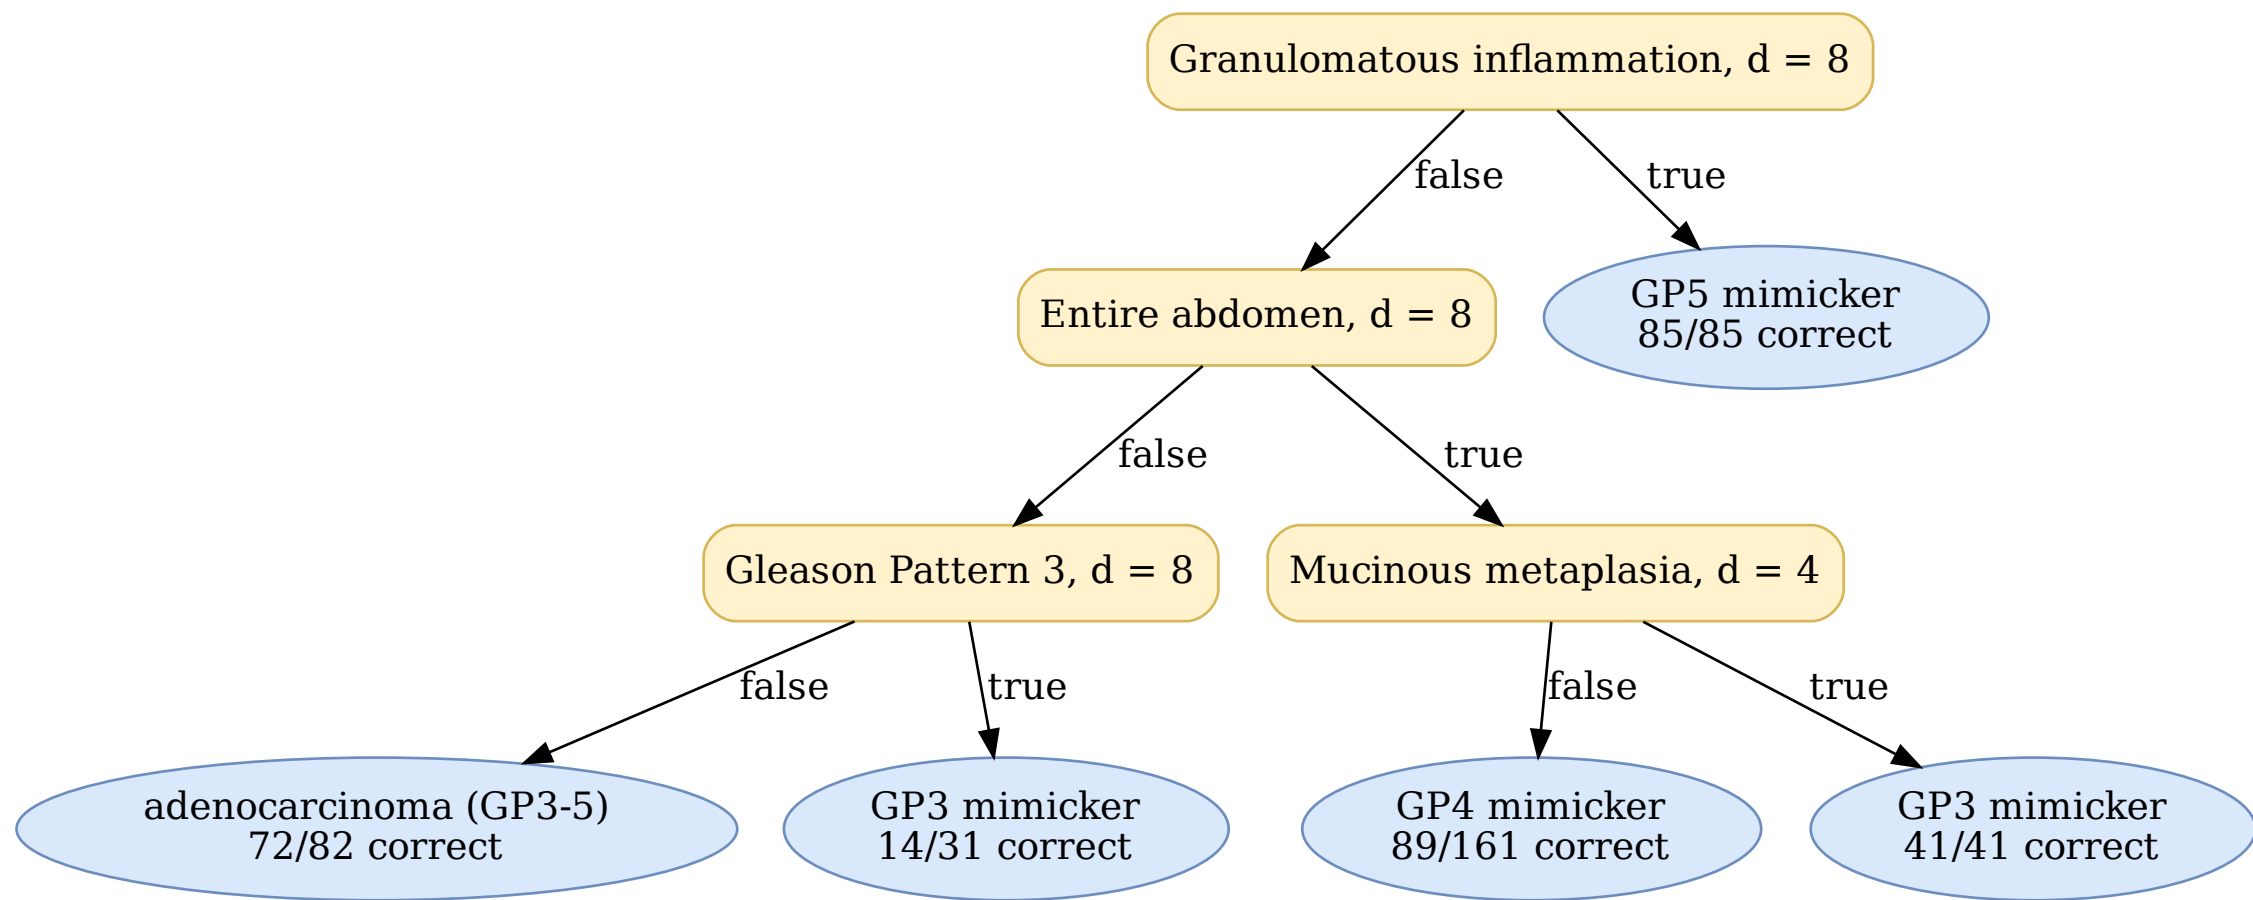 Granulomatous inflammation, d = 8
false
true
Entire abdomen, d = 8
GP5 mimicker
85/85 correct
false
true
Gleason Pattern 3, d = 8
Mucinous metaplasia, d = 4
false
true
false
true
adenocarcinoma (GP3-5)
72/82 correct
GP3 mimicker
14/31 correct
GP4 mimicker
89/161 correct
GP3 mimicker
41/41 correct